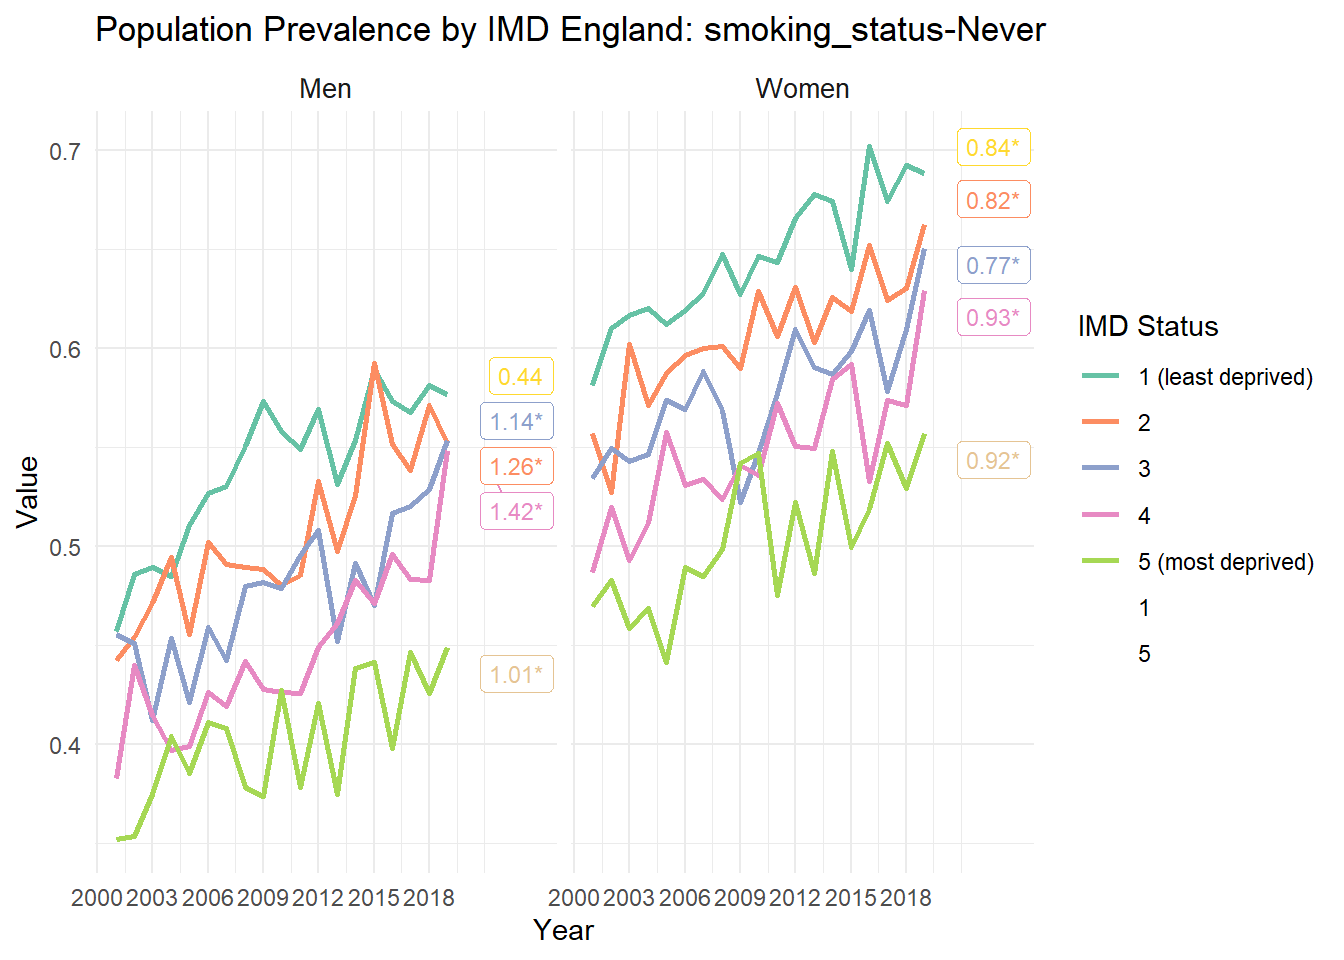 Population Prevalence by IMD England: smoking_status-Never
Men
Women
Value
0.7
0.6
0.5
0.4
0.44
1.14*
1.26*
1.42*
1.01*
0.84*
0.82*
0.77*
0.93*
0.92*
2000 2003 2006 2009 2012 2015 2018
2000 2003 2006 2009 2012 2015 2018
Year
IMD Status
1 (least deprived)
2
3
4
5 (most deprived)
1
5